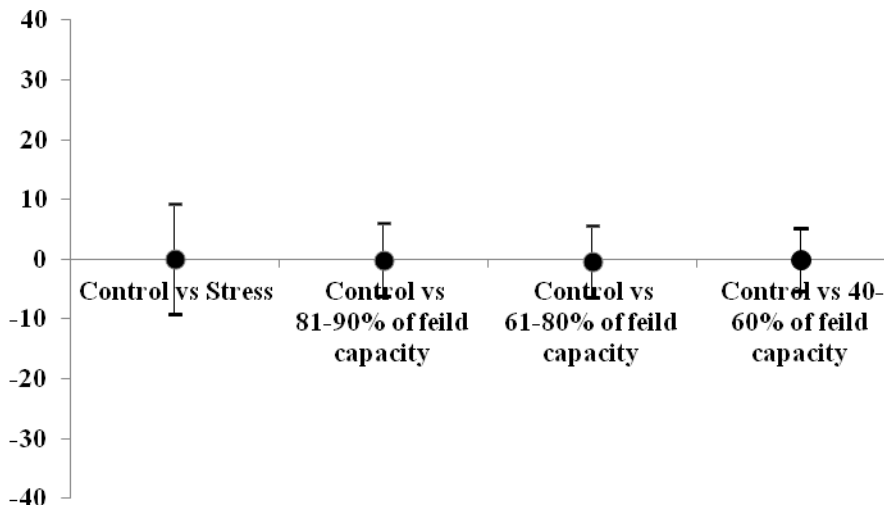 40
30
20
10
0
-10
-20
-30
-40
Control vs Stress
Control vs
81-90% of feild
capacity
Control vs
61-80% of feild
capacity
Control vs 40-
60% of feild
capacity